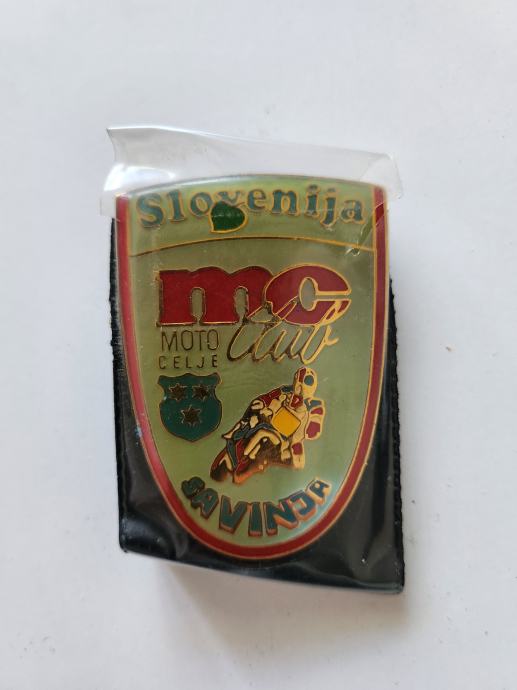 Slovenija
mc
MOTO club
CELJE
SAVINJA